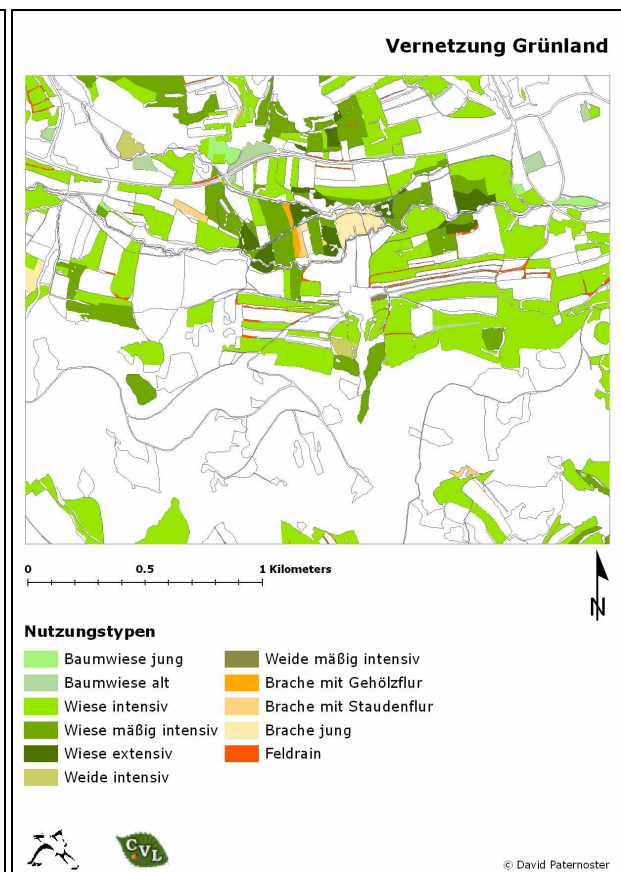 Vernetzung Grünland
0 0.5 1 Kilometers
N
Nutzungstypen
Baumwiese jung
Baumwiese alt
Wiese intensiv
Wiese mäßig intensiv
Wiese extensiv
Weide intensiv
Weide mäßig intensiv
Brache mit Gehölzflur
Brache mit Staudenflur
Brache jung
Feldrain
CVL
© David Paternoster